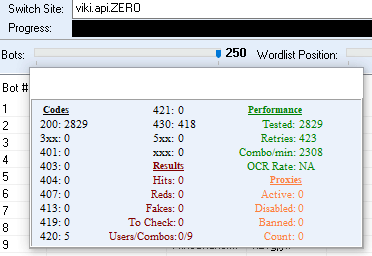 Switch Site: viki.api.ZERO
Progress:
Bots: 250 Wordlist Position:
Bot #
1
2
3
4
5
6
7
8
9
Codes
200: 2829
3xx: 0
401: 0
403: 0
404: 0
407: 0
413: 0
419: 0
420: 5
421: 0
430: 418
5xx: 0
xxx: 0
Results
Hits: 0
Reds: 0
Fakes: 0
To Check: 0
Users/Combos: 0/9
Performance
Tested: 2829
Retries: 423
Combo/min: 2308
OCR Rate: NA
Proxies
Active: 0
Disabled: 0
Banned: 0
Count: 0